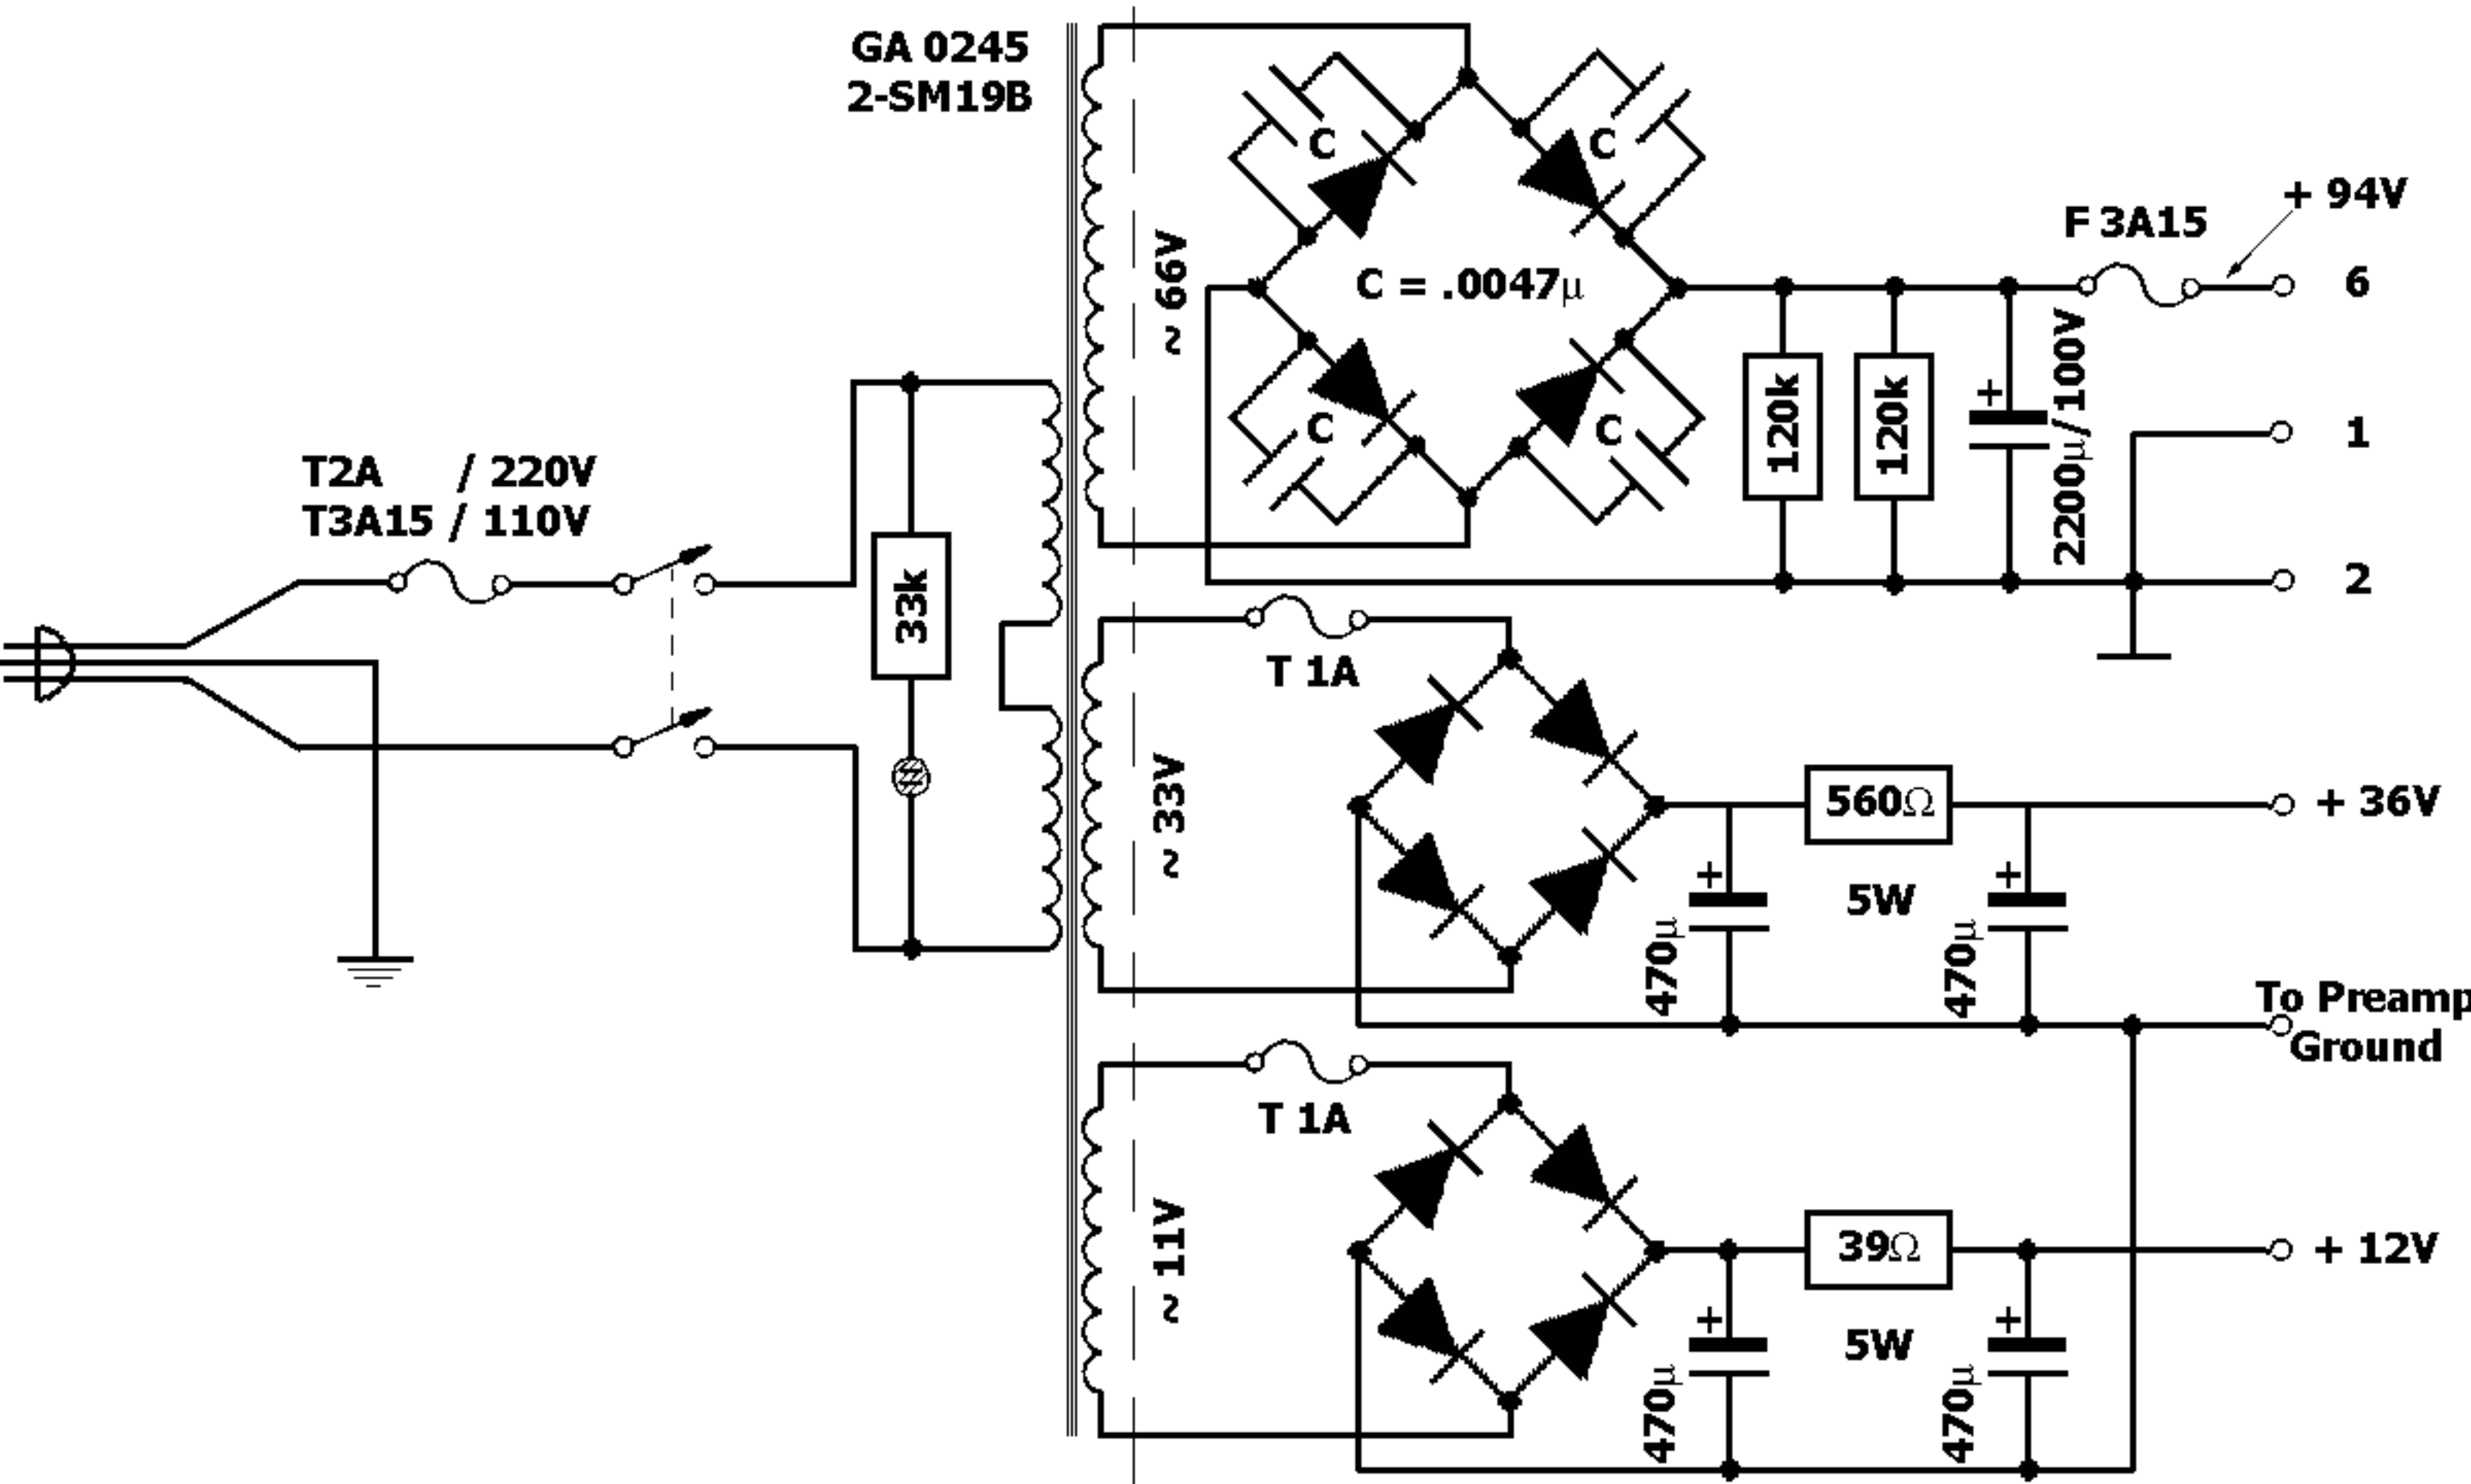 GA 0245
2-SM19B
T2A / 220V
T3A15 / 110V
33k
~ 66V
C
C
C = .0047µ
C
C
120k
120k
+
2200µ/100V
F 3A15
+ 94V
6
1
2
T 1A
~ 33V
560Ω
5W
+
470µ
+
470µ
+ 36V
To Preamp
Ground
T 1A
~ 11V
39Ω
5W
+
470µ
+
470µ
+ 12V